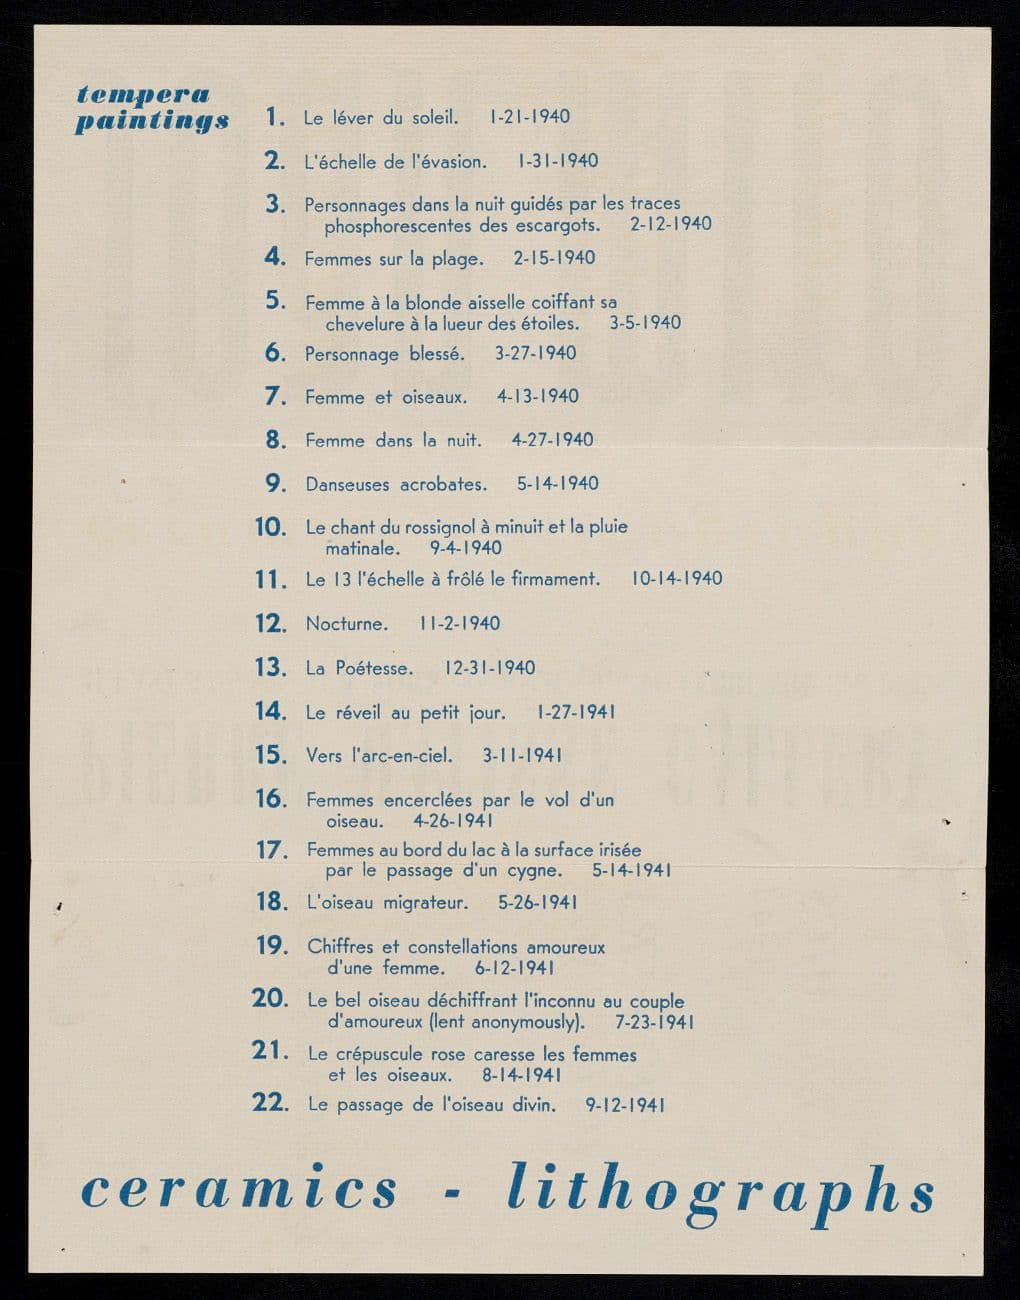 tempera
paintings
1. Le léver du soleil. 1-21-1940
2. L'échelle de l'évasion. 1-31-1940
3. Personnages dans la nuit guidés par les traces
phosphorescentes des escargots. 2-12-1940
4. Femmes sur la plage. 2-15-1940
5. Femme à la blonde aisselle coiffant sa
chevelure à la lueur des étoiles. 3-5-1940
6. Personnage blessé. 3-27-1940
7. Femme et oiseaux. 4-13-1940
8. Femme dans la nuit. 4-27-1940
9. Danseuses acrobates. 5-14-1940
10. Le chant du rossignol à minuit et la pluie
matinale. 9-4-1940
11. Le 13 l'échelle à frôlé le firmament. 10-14-1940
12. Nocturne. 11-2-1940
13. La Poétesse. 12-31-1940
14. Le réveil au petit jour. 1-27-1941
15. Vers l'arc-en-ciel. 3-11-1941
16. Femmes encerclées par le vol d'un
oiseau. 4-26-1941
17. Femmes au bord du lac à la surface irisée
par le passage d'un cygne. 5-14-1941
18. L'oiseau migrateur. 5-26-1941
19. Chiffres et constellations amoureux
d'une femme. 6-12-1941
20. Le bel oiseau déchiffrant l'inconnu au couple
d'amoureux (lent anonymously). 7-23-1941
21. Le crépuscule rose caresse les femmes
et les oiseaux. 8-14-1941
22. Le passage de l'oiseau divin. 9-12-1941
ceramics - lithographs